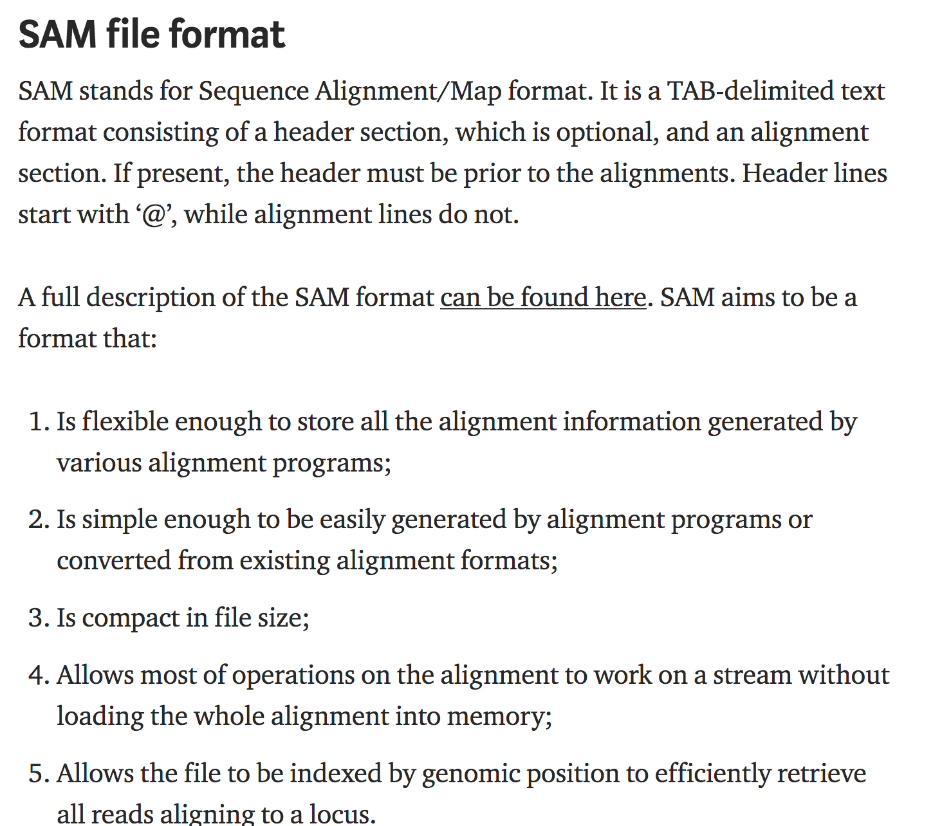 SAM file format
SAM stands for Sequence Alignment/Map format. It is a TAB-delimited text
format consisting of a header section, which is optional, and an alignment
section. If present, the header must be prior to the alignments. Header lines
start with ‘@’, while alignment lines do not.
A full description of the SAM format can be found here. SAM aims to be a
format that:
1. Is flexible enough to store all the alignment information generated by
various alignment programs;
2. Is simple enough to be easily generated by alignment programs or
converted from existing alignment formats;
3. Is compact in file size;
4. Allows most of operations on the alignment to work on a stream without
loading the whole alignment into memory;
5. Allows the file to be indexed by genomic position to efficiently retrieve
all reads aligning to a locus.